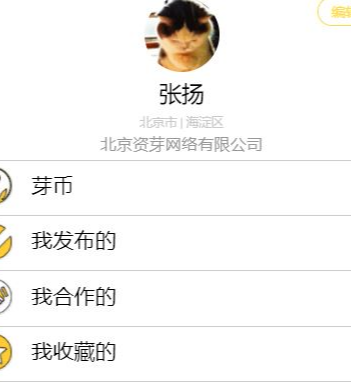 编辑
张扬
北京市 | 海淀区
北京资芽网络有限公司
芽币
我发布的
我合作的
我收藏的